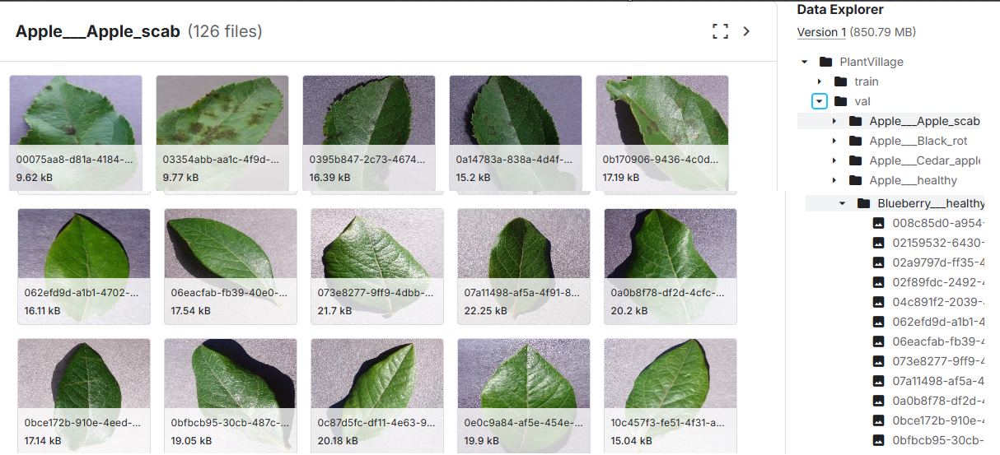 Apple___Apple_scab (126 files)
00075aa8-d81a-4184-...
9.62 kB
03354abb-aa1c-4f9d-...
9.77 kB
0395b847-2c73-4674...
16.39 kB
0a14783a-838a-4d4f-...
15.2 kB
0b170906-9436-4c0d...
17.19 kB
062efd9d-a1b1-4702-...
16.11 kB
06eacfab-fb39-40e0-...
17.54 kB
073e8277-9ff9-4dbb-...
21.7 kB
07a11498-af5a-4f91-8...
22.25 kB
0a0b8f78-df2d-4cfc-...
20.2 kB
0bce172b-910e-4eed-...
17.14 kB
0bfbcb95-30cb-487c-...
19.05 kB
0c87d5fc-df11-4e63-9...
20.18 kB
0e0c9a84-af5e-454e-...
19.9 kB
10c457f3-fe51-4f31-a...
15.04 kB
Data Explorer
Version 1 (850.79 MB)
PlantVillage
train
val
Apple___Apple_scab
Apple___Black_rot
Apple___Cedar_apple
Apple___healthy
Blueberry___healthy
008c85d0-a954-
02159532-6430-
02a9797d-ff35-4
02f89fdc-2492-4
04c891f2-2039-
062efd9d-a1b1-4
06eacfab-fb39-4
073e8277-9ff9-4
07a11498-af5a-4
0a0b8f78-df2d-4
0bce172b-910e-4
0bfbcb95-30cb-